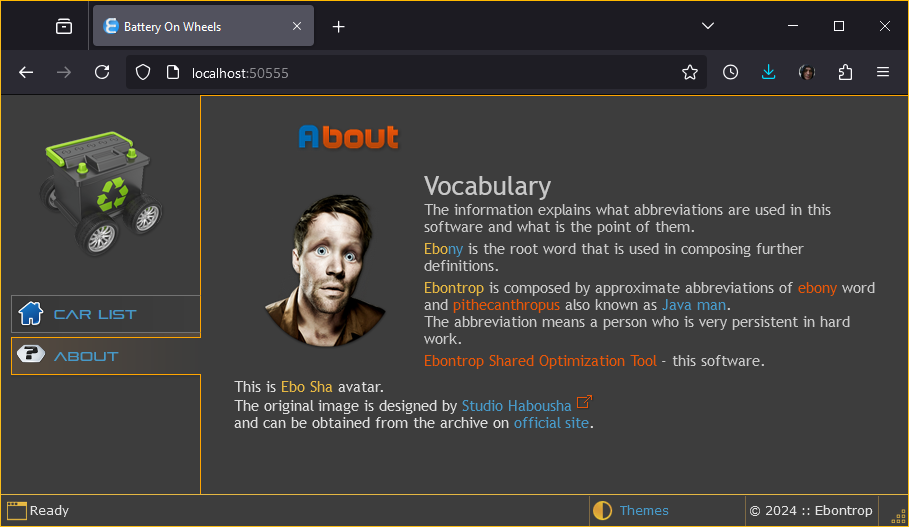 Battery On Wheels
localhost:50555
About
CAR LIST
ABOUT
Vocabulary
The information explains what abbreviations are used in this
software and what is the point of them.
Ebony is the root word that is used in composing further
definitions.
Ebontrop is composed by approximate abbreviations of ebony word
and pithecanthropus also known as Java man.
The abbreviation means a person who is very persistent in hard
work.
Ebontrop Shared Optimization Tool - this software.
This is Ebo Sha avatar.
The original image is designed by Studio Habousha
and can be obtained from the archive on official site.
Ready
Themes
© 2024 :: Ebontrop